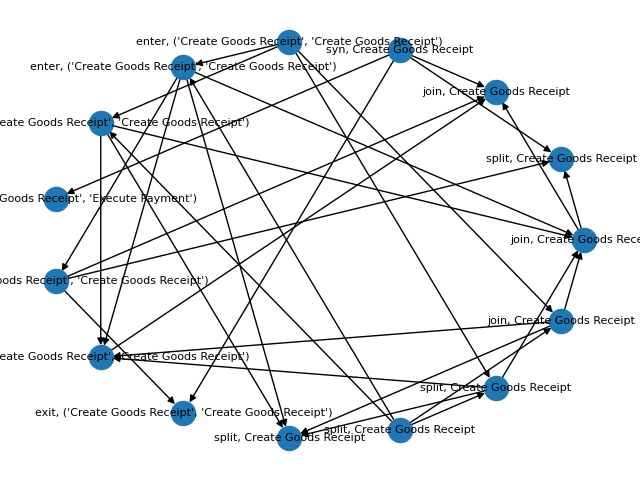 enter, ('Create Goods Receipt', 'Create Goods Receipt')
syn, Create Goods Receipt
enter, ('Create Goods Receipt', 'Create Goods Receipt')
join, Create Goods Receipt
eate Goods Receipt', 'Create Goods Receipt')
split, Create Goods Receipt
Goods Receipt', 'Execute Payment')
join, Create Goods Rece
oods Receipt', 'Create Goods Receipt')
join, Create Goods Receipt
eate Goods Receipt', 'Create Goods Receipt')
split, Create Goods Receipt
exit, ('Create Goods Receipt', 'Create Goods Receipt')
split, Create Goods Receipt
split, Create Goods Receipt